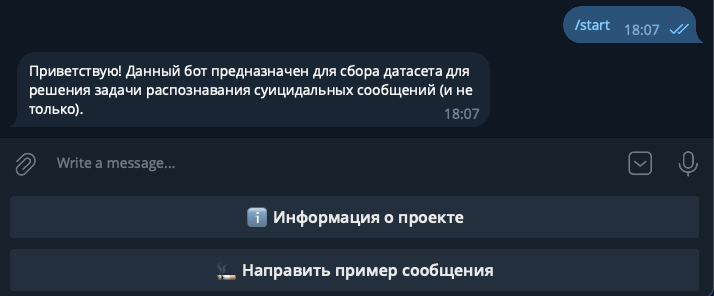 /start 18:07
Приветствую! Данный бот предназначен для сбора датасета для
решения задачи распознавания суицидальных сообщений (и не
только).
18:07
Write a message...
Информация о проекте
Направить пример сообщения